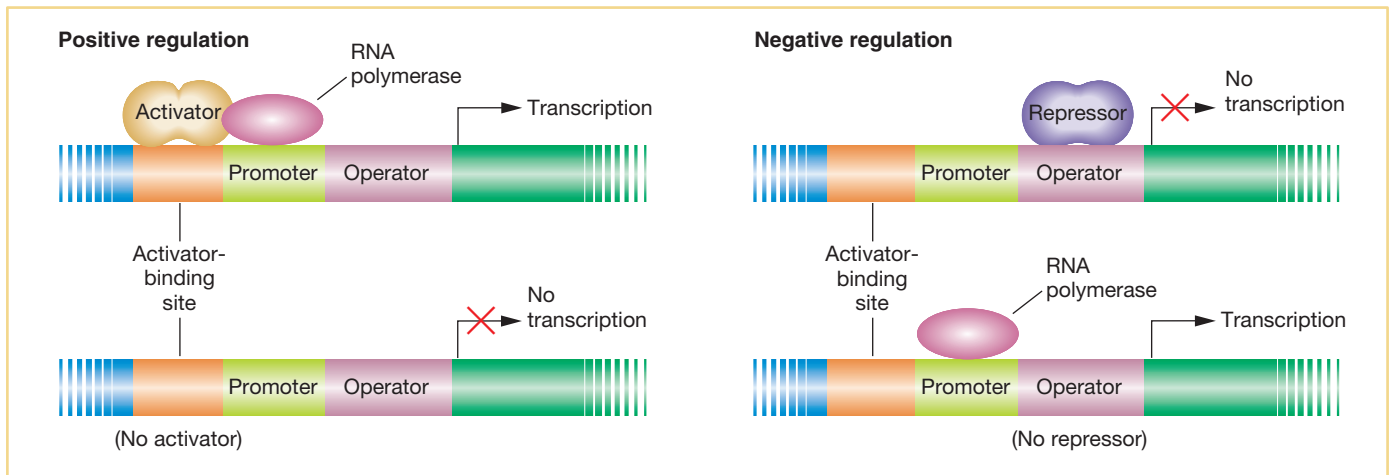 Positive regulation
RNA
polymerase
Activator
Transcription
Promoter
Operator
Activator-
binding
site
No
transcription
Promoter
Operator
(No activator)
Negative regulation
No
transcription
Repressor
Promoter
Operator
Activator-
binding
site
RNA
polymerase
Transcription
Promoter
Operator
(No repressor)